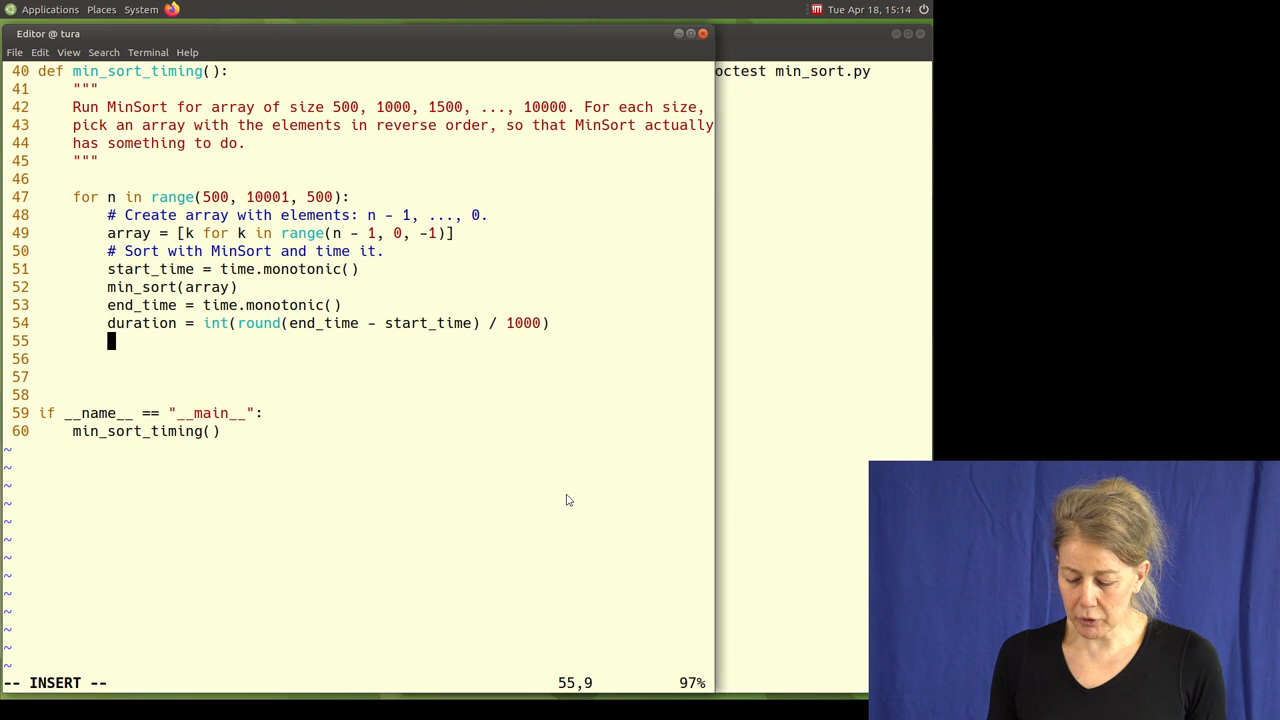 Applications Places System Tue Apr 18, 15:14
Editor @ tura
File Edit View Search Terminal Help
40 def min_sort_timing():
octest min_sort.py
41 """
42 Run MinSort for array of size 500, 1000, 1500, ..., 10000. For each size,
43 pick an array with the elements in reverse order, so that MinSort actually
44 has something to do.
45 """
46
47 for n in range(500, 10001, 500):
48 # Create array with elements: n - 1, ..., 0.
49 array = [k for k in range(n - 1, 0, -1)]
50 # Sort with MinSort and time it.
51 start_time = time.monotonic()
52 min_sort(array)
53 end_time = time.monotonic()
54 duration = int(round(end_time - start_time) / 1000)
55
56
57
58
59 if __name__ == "__main__":
60 min_sort_timing()
~
~
~
~
~
~
~
~
~
~
~
~
~
-- INSERT -- 55,9 97%